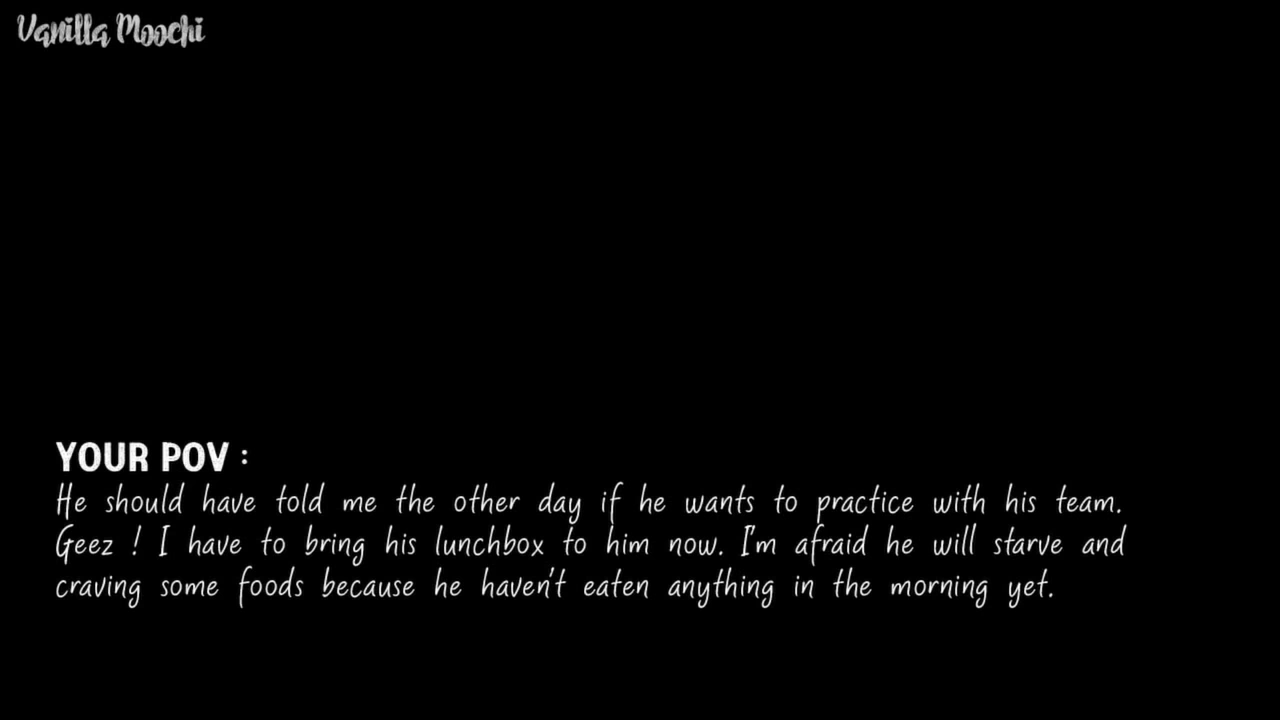 Vanilla Moochi
YOUR POV :
He should have told me the other day if he wants to practice with his team.
Geez ! I have to bring his lunchbox to him now. I'm afraid he will starve and
craving some foods because he haven't eaten anything in the morning yet.